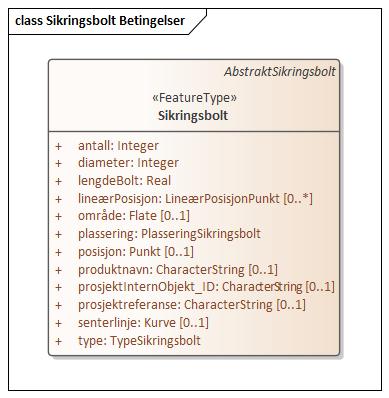 class Sikringsbolt Betingelser
AbstraktSikringsbolt
«FeatureType»
Sikringsbolt
+ antall: Integer
+ diameter: Integer
+ lengdeBolt: Real
+ lineærPosisjon: LineærPosisjonPunkt [0..*]
+ område: Flate [0..1]
+ plassering: PlasseringSikringsbolt
+ posisjon: Punkt [0..1]
+ produktnavn: CharacterString [0..1]
+ prosjektInternObjekt_ID: CharacterString [0..1]
+ prosjektreferanse: CharacterString [0..1]
+ senterlinje: Kurve [0..1]
+ type: TypeSikringsbolt